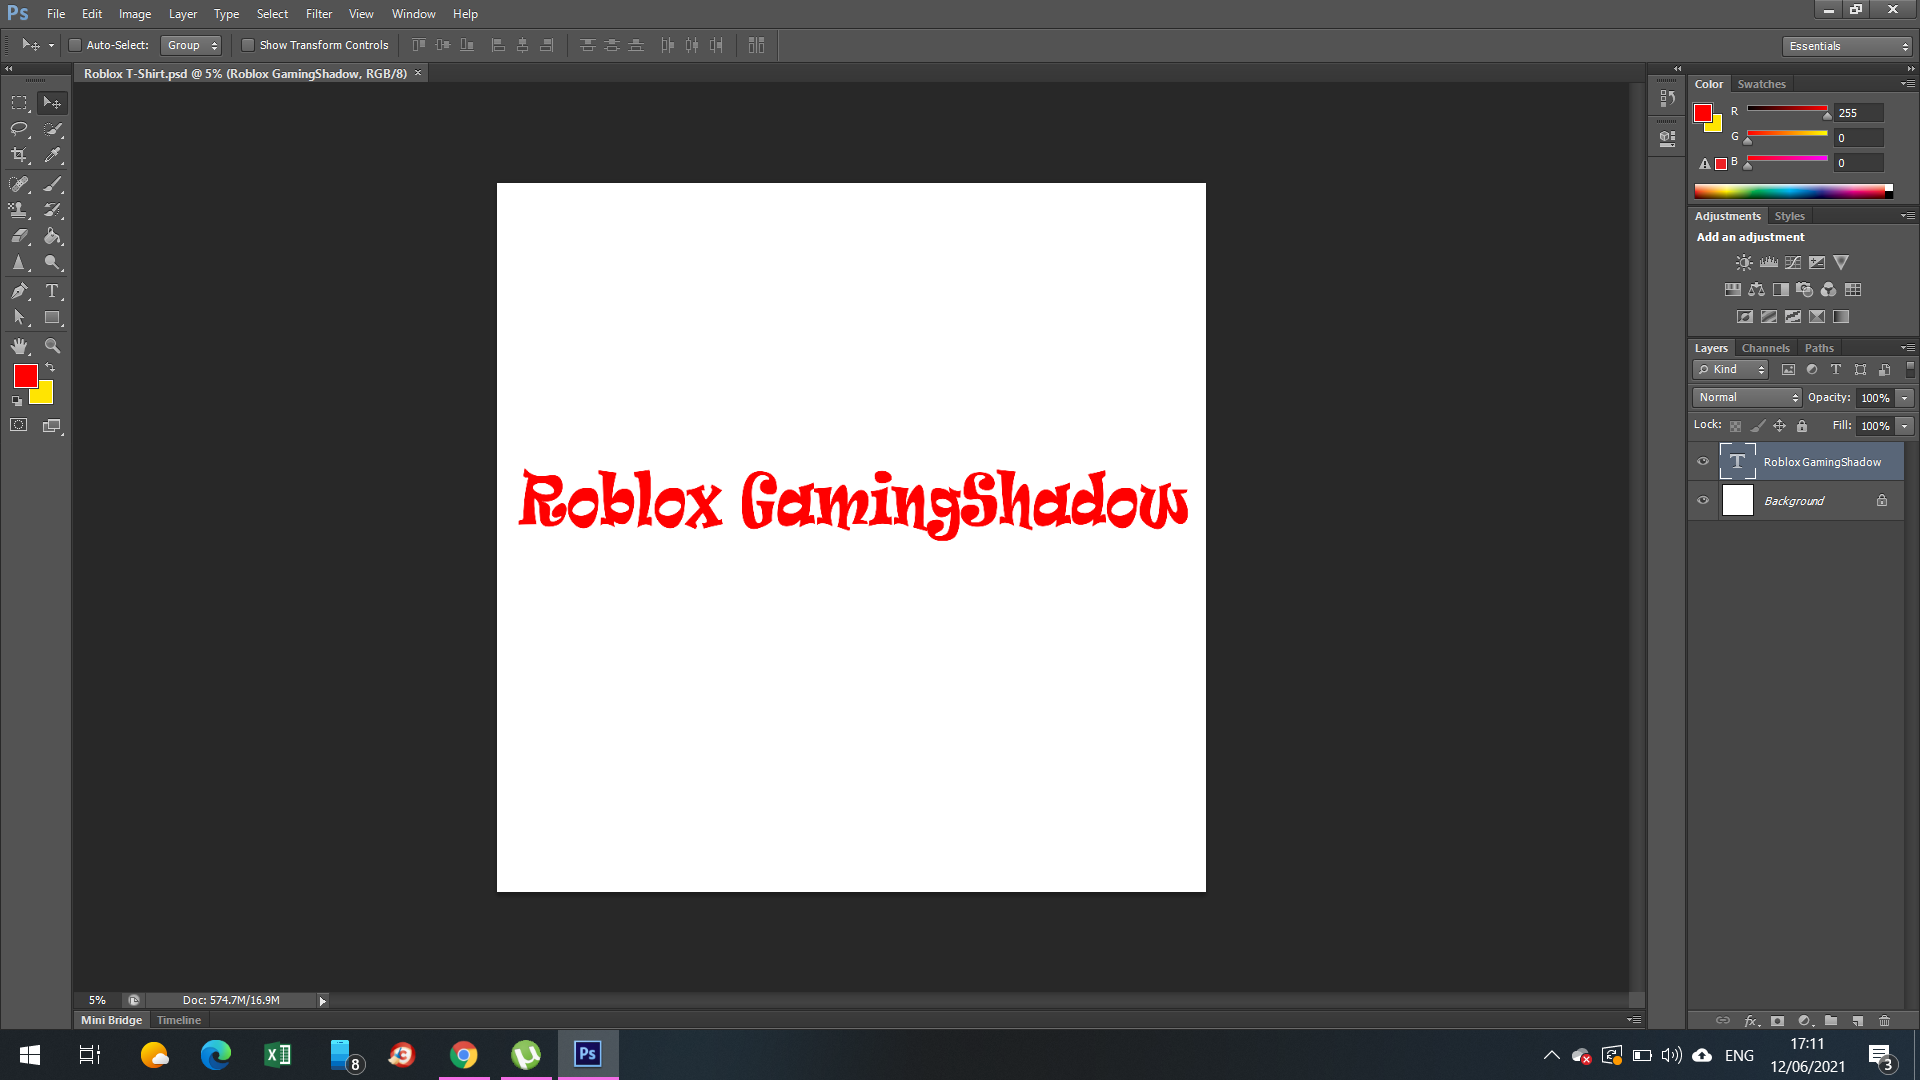 Ps File Edit Image Layer Type Select Filter View Window Help
Auto-Select: Group Show Transform Controls Essentials
Roblox T-Shirt.psd @ 5% (Roblox GamingShadow, RGB/8) ×
Color Swatches
R 255
G 0
B 0
Adjustments Styles
Add an adjustment
Layers Channels Paths
Kind
Normal Opacity: 100%
Lock: Fill: 100%
T Roblox GamingShadow
Background
Roblox GamingShadow
5% Doc: 574.7M/16.9M
Mini Bridge Timeline
8 Ps ENG 17:11
12/06/2021 3